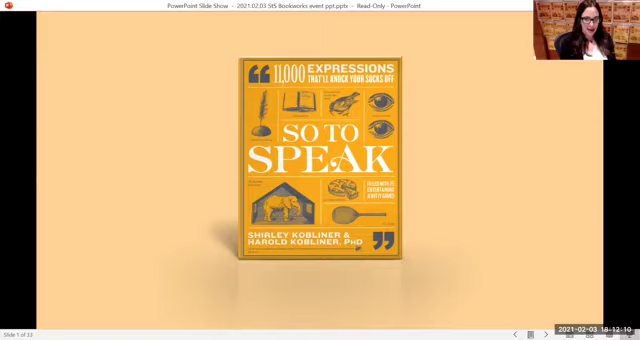 PowerPoint Slide Show - 2021.02.03 StS Bookworks event ppt.pptx - Read-Only - PowerPoint
11,000 EXPRESSIONS
THAT'LL KNOCK YOUR SOCKS OFF
SO TO
SPEAK
FILLED WITH
ENTERTAINING
GAMES
SHIRLEY KOBLINER &
HAROLD KOBLINER, PhD
Slide 1 of 33
2021-02-03 18:12:10